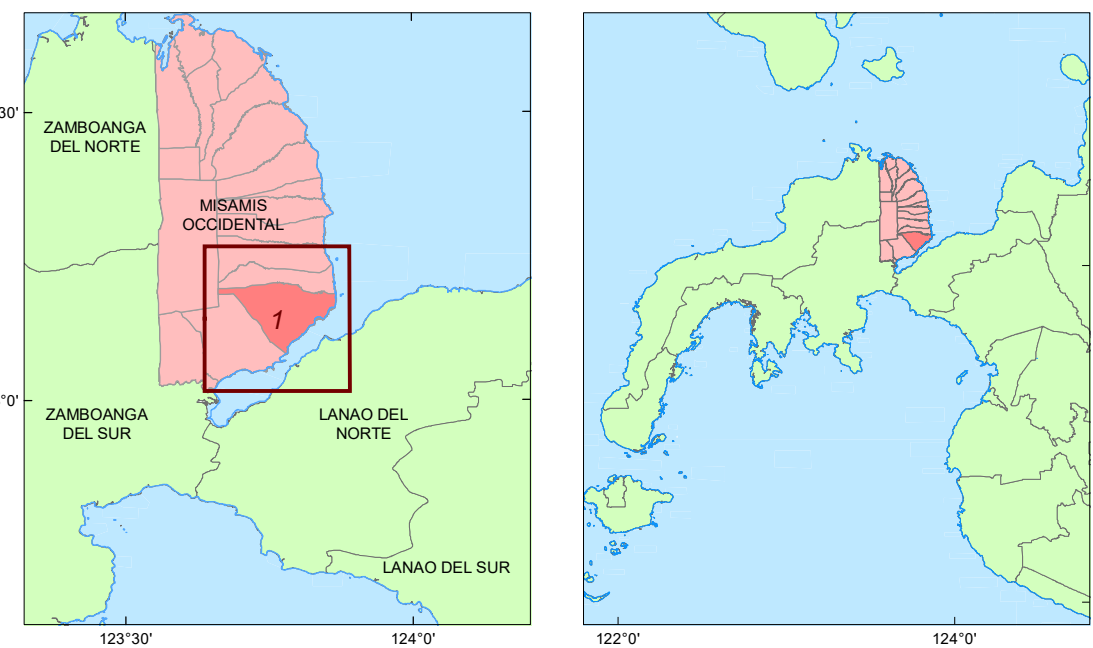 30'
ZAMBOANGA
DEL NORTE
MISAMIS
OCCIDENTAL
1
°0'
ZAMBOANGA
DEL SUR
LANAO DEL
NORTE
LANAO DEL SUR
123°30'
124°0'
122°0'
124°0'